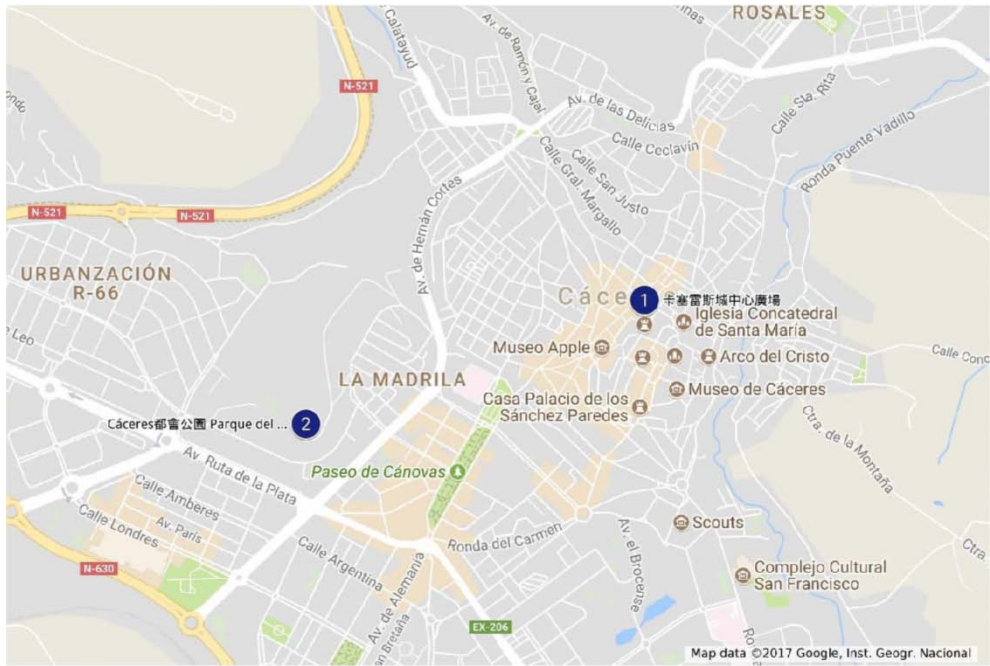 ROSALES
Av. de Ramón y Cajal
Calatayud
N-521
Av. de las Delicias
Calle Sta. Rita
Calle Ceclavín
Ronda Puente Vadillo
Calle San Justo
Calle Gral. Margallo
Av. de Hernán Cortés
N-521
N-521
URBANZACIÓN
R-66
Cáceres
1
卡塞雷斯城中心廣場
Iglesia Concatedral
de Santa María
Museo Apple
Arco del Cristo
Leo
Calle Conc
LA MADRILA
Museo de Cáceres
Casa Palacio de los
Sánchez Paredes
Cáceres都會公園 Parque del ...
2
Ctra. de la Montaña
Av. Ruta de la Plata
Paseo de Cánovas
Calle Amberes
Av. París
Calle Londres
Ronda del Carmen
Av. el Brocense
Scouts
Ctra.
Calle Argentina
Av. de Alemania
N-630
Complejo Cultural
San Francisco
EX-206
Map data ©2017 Google, Inst. Geogr. Nacional